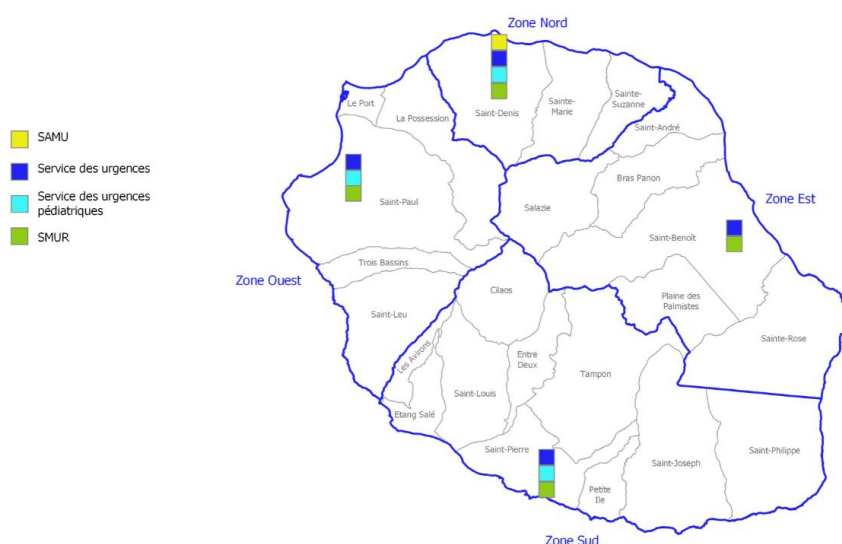 Zone Nord
Le Port
La Possession
Saint-Denis
Sainte-
Marie
Sainte-
Suzanne
Saint-André
SAMU
Service des urgences
Service des urgences
pédiatriques
SMUR
Saint-Paul
Salazie
Bras Panon
Zone Est
Saint-Benoît
Zone Ouest
Trois Bassins
Cilaos
Plaine des
Palmistes
Saint-Leu
Sainte-Rose
Les Avirons
Entre
Deux
Tampon
Saint-Louis
Etang Salé
Saint-Pierre
Saint-Joseph
Saint-Philippe
Petite
Ile
Zone Sud